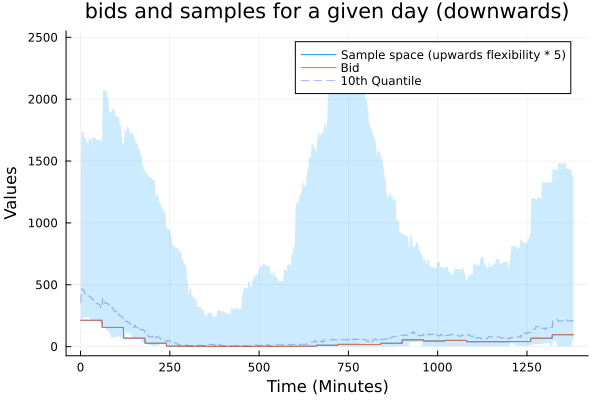 bids and samples for a given day (downwards)
2500
Sample space (upwards flexibility * 5)
Bid
10th Quantile
2000
1500
1000
500
0
Values
0 250 500 750 1000 1250
Time (Minutes)